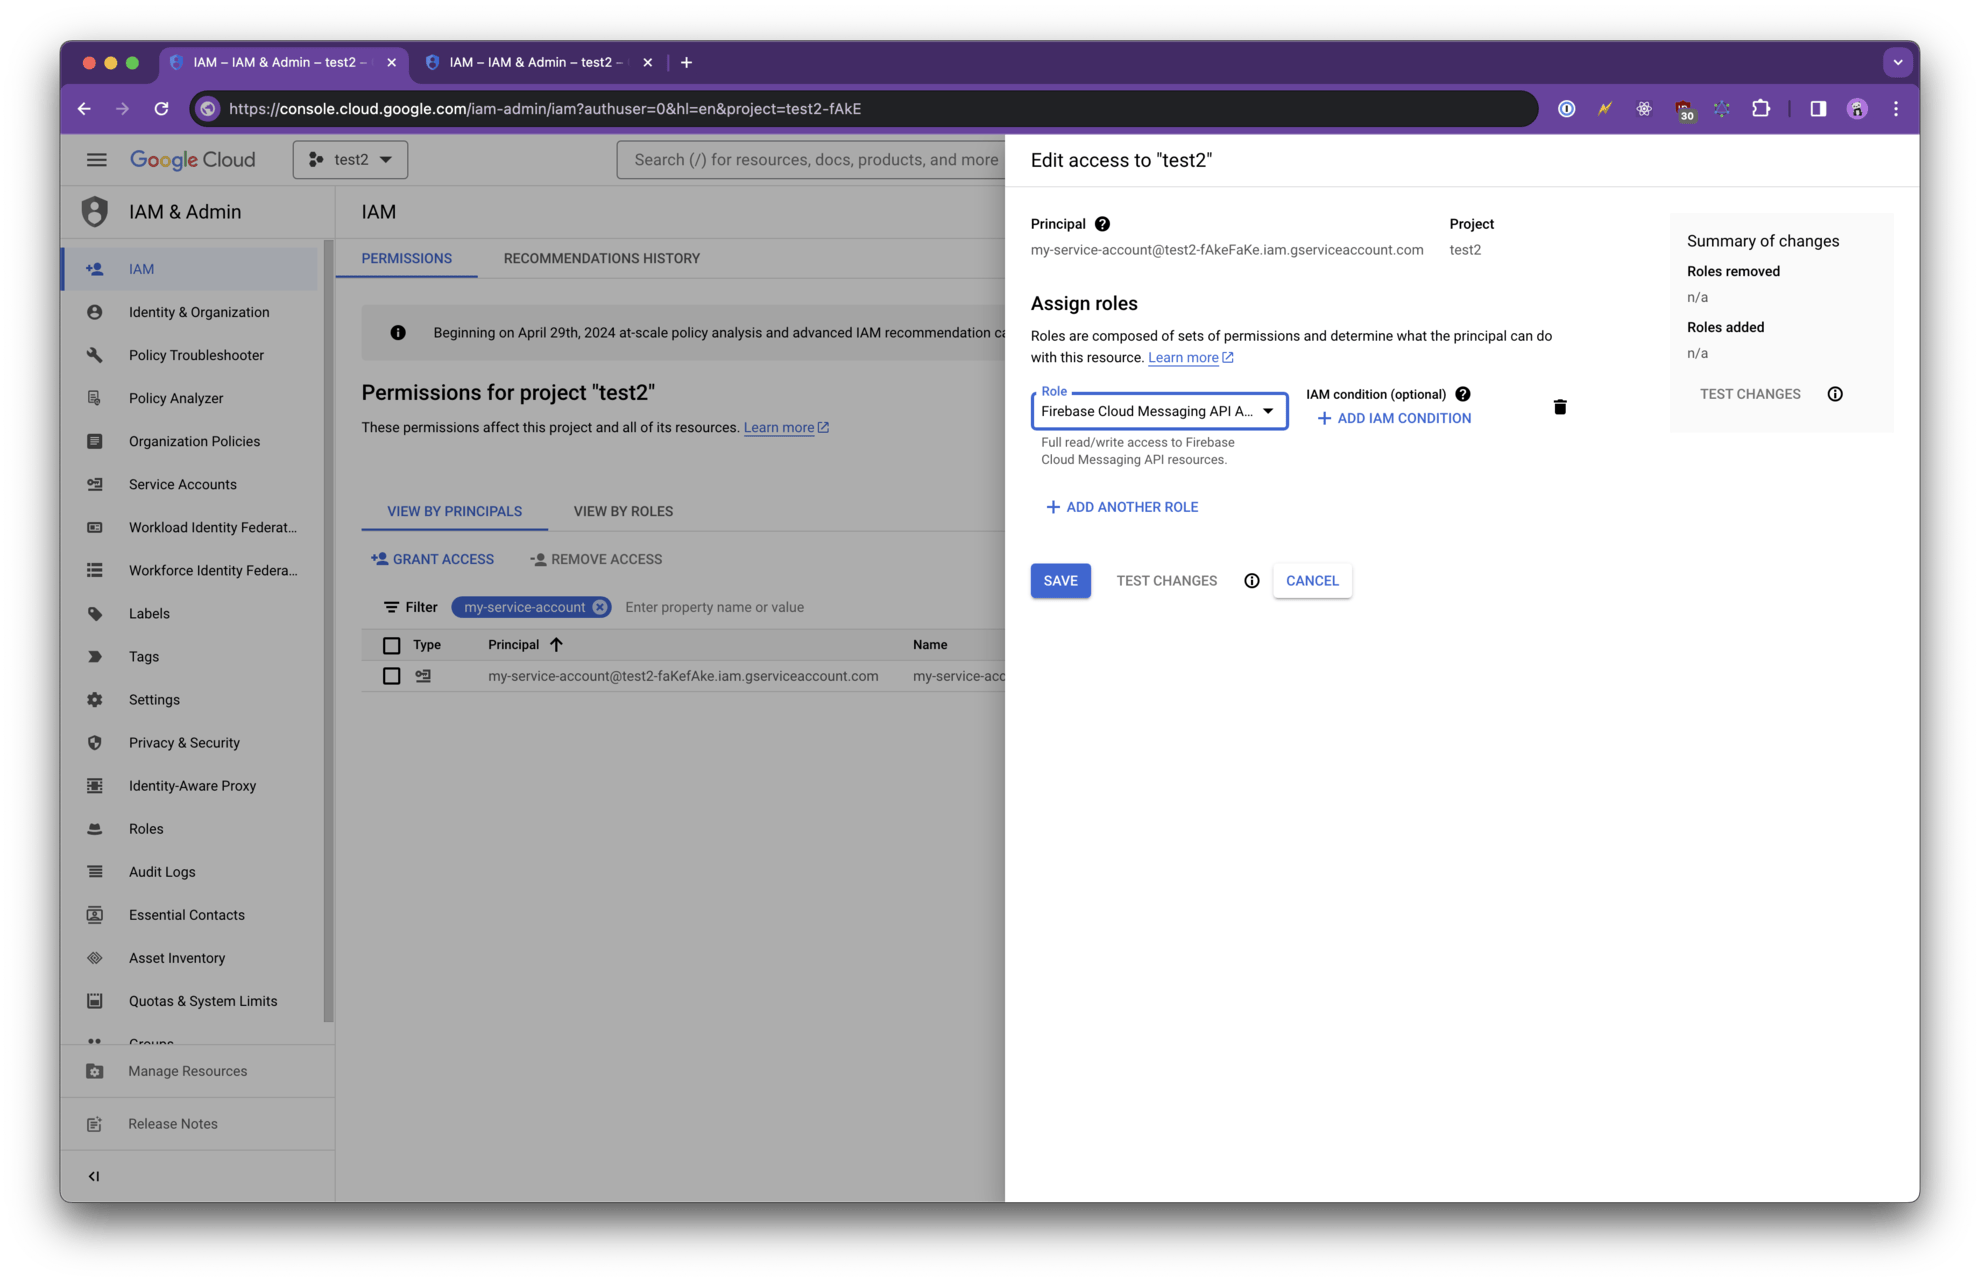 IAM – IAM & Admin – test2 –
IAM – IAM & Admin – test2 –
https://console.cloud.google.com/iam-admin/iam?authuser=0&hl=en&project=test2-fAkE
30
Google Cloud
test2
Search (/) for resources, docs, products, and more
IAM & Admin
IAM
Identity & Organization
Policy Troubleshooter
Policy Analyzer
Organization Policies
Service Accounts
Workload Identity Federat...
Workforce Identity Federa...
Labels
Tags
Settings
Privacy & Security
Identity-Aware Proxy
Roles
Audit Logs
Essential Contacts
Asset Inventory
Quotas & System Limits
Groups
Manage Resources
Release Notes
IAM
PERMISSIONS
RECOMMENDATIONS HISTORY
Beginning on April 29th, 2024 at-scale policy analysis and advanced IAM recommendation ca
Permissions for project "test2"
These permissions affect this project and all of its resources. Learn more
VIEW BY PRINCIPALS
VIEW BY ROLES
GRANT ACCESS
REMOVE ACCESS
Filter
my-service-account
Enter property name or value
Type
Principal
Name
my-service-account@test2-faKefAke.iam.gserviceaccount.com
my-service-acc
Edit access to "test2"
Principal
my-service-account@test2-fAkeFaKe.iam.gserviceaccount.com
Project
test2
Assign roles
Roles are composed of sets of permissions and determine what the principal can do
with this resource. Learn more
Role
Firebase Cloud Messaging API A...
Full read/write access to Firebase
Cloud Messaging API resources.
IAM condition (optional)
ADD IAM CONDITION
ADD ANOTHER ROLE
SAVE
TEST CHANGES
CANCEL
Summary of changes
Roles removed
n/a
Roles added
n/a
TEST CHANGES